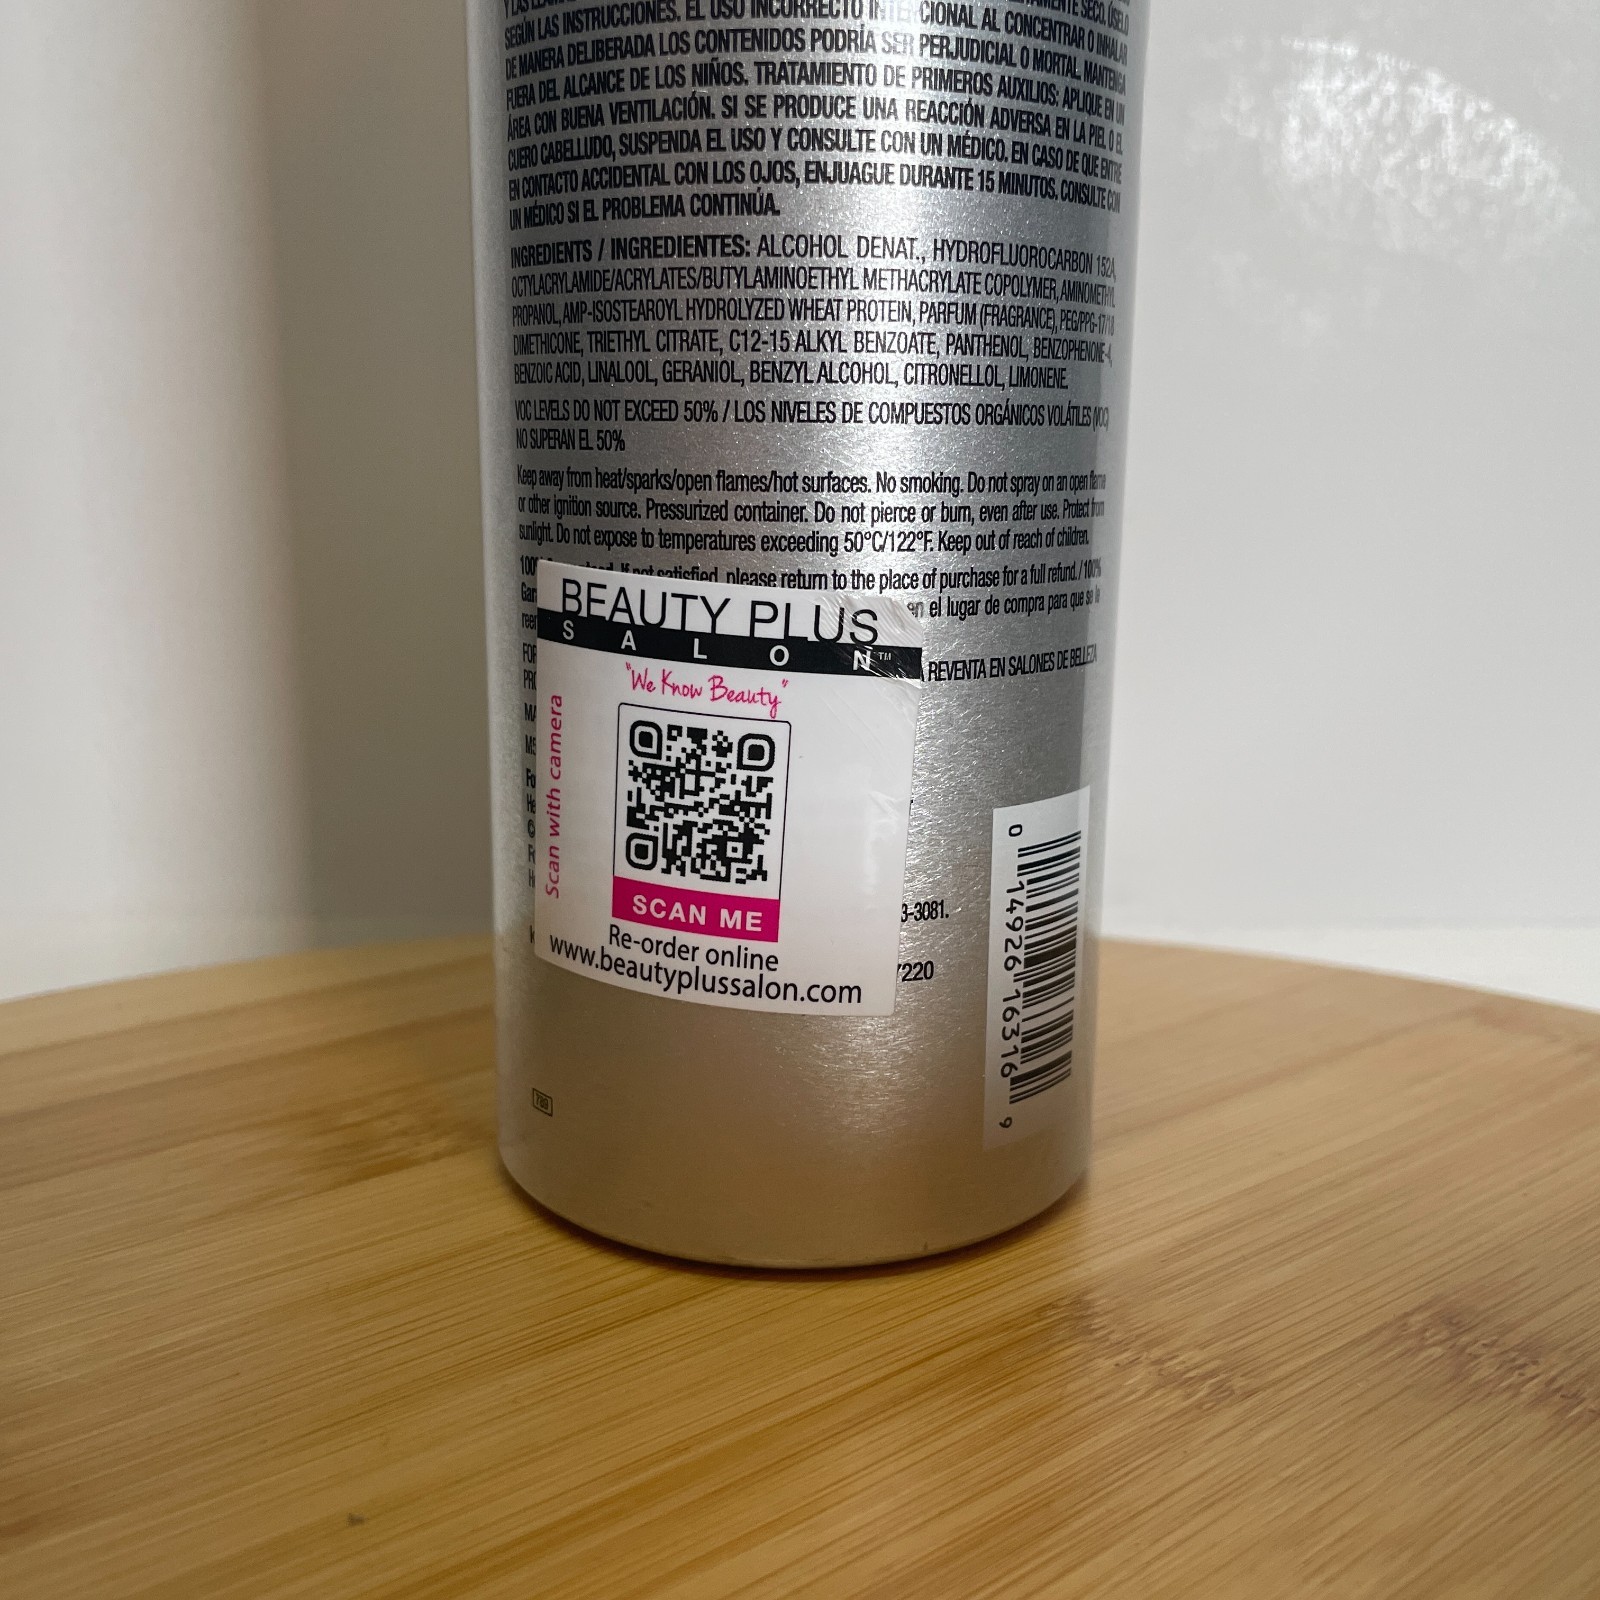 SEGÚN LAS INSTRUCCIONES. EL USO INCORRECTO CIONAL AL CONCENTRAR O INHALAR
DE MANERA DELIBERADA LOS CONTENIDOS PODRÍA SER PERJUDICIAL O MORTAL. MANTENGA
FUERA DEL ALCANCE DE LOS NIÑOS. TRATAMIENTO DE PRIMEROS AUXILIOS: APLIQUE EN UN
ÁREA CON BUENA VENTILACIÓN. SI SE PRODUCE UNA REACCIÓN ADVERSA EN LA PIEL O EL
CUERO CABELLUDO, SUSPENDA EL USO Y CONSULTE CON UN MÉDICO. EN CASO DE QUE ENTRE
EN CONTACTO ACCIDENTAL CON LOS OJOS, ENJUAGUE DURANTE 15 MINUTOS. CONSULTE CON
UN MÉDICO SI EL PROBLEMA CONTINÚA.
INGREDIENTS / INGREDIENTES: ALCOHOL DENAT., HYDROFLUOROCARBON 152A,
OCTYLACRYLAMIDE/ACRYLATES/BUTYLAMINOETHYL METHACRYLATE COPOLYMER, AMINOMETHYL
PROPANOL, AMP-ISOSTEAROYL HYDROLYZED WHEAT PROTEIN, PARFUM (FRAGRANCE), PEG/PPG-17/18
DIMETHICONE, TRIETHYL CITRATE, C12-15 ALKYL BENZOATE, PANTHENOL, BENZOPHENONE-4,
BENZOIC ACID, LINALOOL, GERANIOL, BENZYL ALCOHOL, CITRONELLOL, LIMONENE.
VOC LEVELS DO NOT EXCEED 50% / LOS NIVELES DE COMPUESTOS ORGÁNICOS VOLÁTILES (VOC)
NO SUPERAN EL 50%
Keep away from heat/sparks/open flames/hot surfaces. No smoking. Do not spray on an open flame
or other ignition source. Pressurized container. Do not pierce or burn, even after use. Protect from
sunlight. Do not expose to temperatures exceeding 50°C/122°F. Keep out of reach of children.
If not satisfied, please return to the place of purchase for a full refund. / 100%
en el lugar de compra para que se le
REVENTA EN SALONES DE BELLEZA
BEAUTY PLUS
SALON™
"We Know Beauty"
Scan with camera
SCAN ME
Re-order online
www.beautyplussalon.com
3-3081.
7220
0 14926 16316 9
789